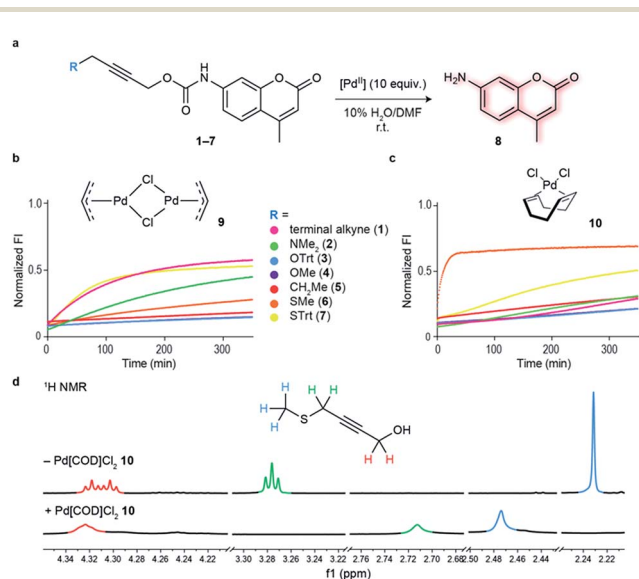 a
R
O
O
NH
O
O
1–7
[Pd^II] (10 equiv.)
10% H2O/DMF
r.t.
H2N
O
O
8
b
Normalized FI
1.0
0.5
0
0
100
200
300
Time (min)
Cl
Pd
Pd
Cl
9
R =
terminal alkyne (1)
NMe2 (2)
OTrt (3)
OMe (4)
CH2Me (5)
SMe (6)
STrt (7)
c
Normalized FI
1.0
0.5
0
0
100
200
300
Time (min)
Cl Cl
Pd
10
d
1H NMR
H
H H
H
S
H
OH
H H
– Pd[COD]Cl2 10
+ Pd[COD]Cl2 10
4.34 4.32 4.30 4.28 4.26 4.24 4.22 3.30 3.28 3.26 3.24 3.22 2.76 2.74 2.72 2.70 2.68 2.50 2.48 2.46 2.44 2.24 2.22
f1 (ppm)